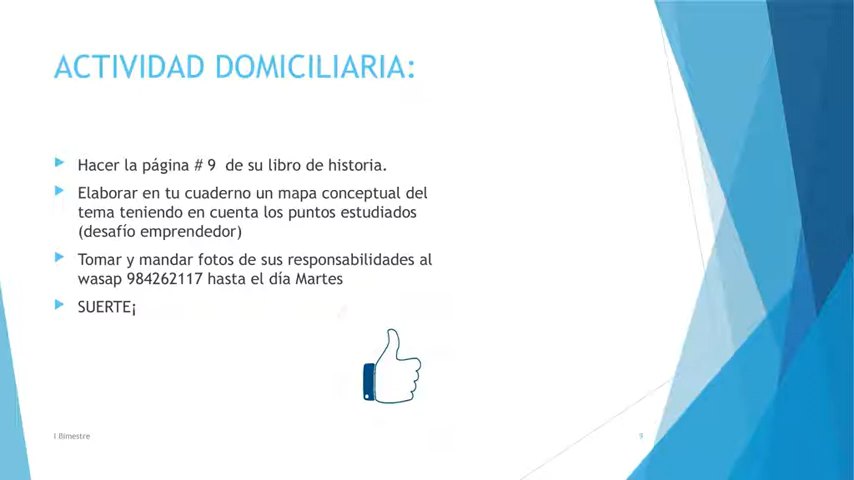 ACTIVIDAD DOMICILIARIA:
Hacer la página # 9 de su libro de historia.
Elaborar en tu cuaderno un mapa conceptual del
tema teniendo en cuenta los puntos estudiados
(desafío emprendedor)
Tomar y mandar fotos de sus responsabilidades al
wasap 984262117 hasta el día Martes
SUERTE¡
I Bimestre
9